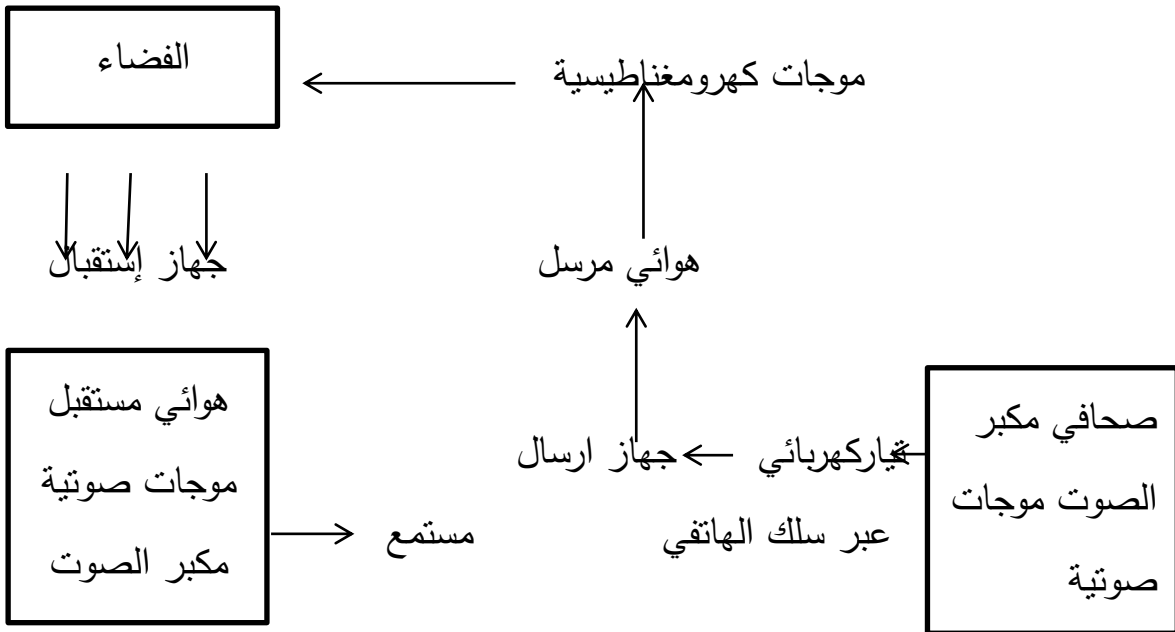 الفضاء
موجات كهرومغناطيسية
جهاز إستقبال
هوائي مرسل
هوائي مستقبل
موجات صوتية
مكبر الصوت
مستمع
جهاز ارسال
تياركهربائي
عبر سلك الهاتفي
صحافي مكبر
الصوت موجات
صوتية